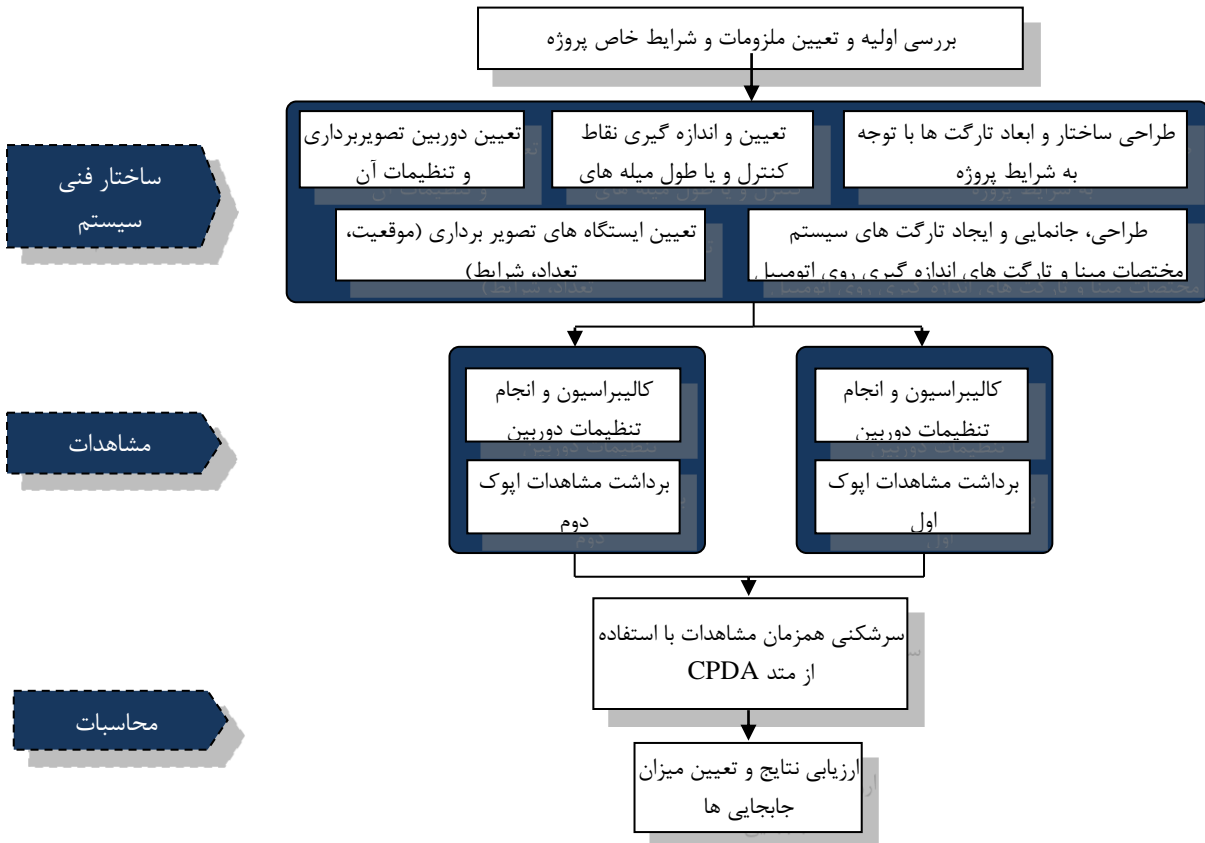 بررسی اولیه و تعیین ملزومات و شرایط خاص پروژه
ساختار فنی
سیستم
طراحی ساختار و ابعاد تارگت ها با توجه
به شرایط پروژه
تعیین و اندازه گیری نقاط
کنترل و یا طول میله های
تعیین دوربین تصویربرداری
و تنظیمات آن
طراحی، جانمایی و ایجاد تارگت های سیستم
مختصات مبنا و تارگت های اندازه گیری روی اتومبیل
تعیین ایستگاه های تصویر برداری (موقعیت،
تعداد، شرایط)
مشاهدات
کالیبراسیون و انجام
تنظیمات دوربین
برداشت مشاهدات اپوک
اول
کالیبراسیون و انجام
تنظیمات دوربین
برداشت مشاهدات اپوک
دوم
محاسبات
سرشکنی همزمان مشاهدات با استفاده
از متد CPDA
ارزیابی نتایج و تعیین میزان
جابجایی ها